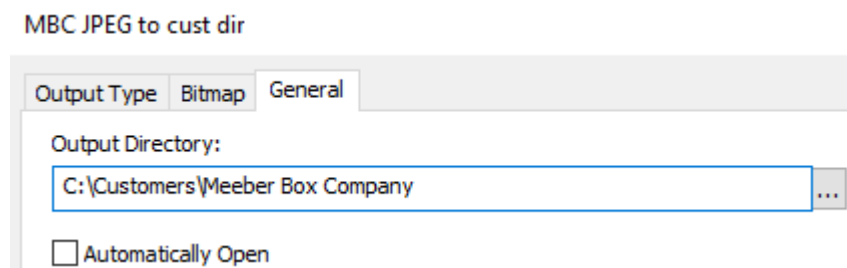 MBC JPEG to cust dir
Output Type Bitmap General
Output Directory:
C:\Customers\Meeber Box Company ...
Automatically Open